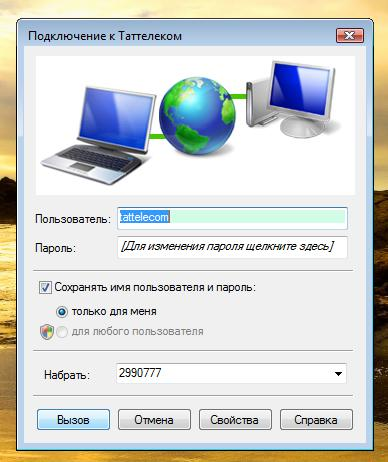 Подключение к Таттелеком
Пользователь: tattelecom
Пароль: [Для изменения пароля щелкните здесь]
Сохранять имя пользователя и пароль:
только для меня
для любого пользователя
Набрать: 2990777
Вызов Отмена Свойства Справка